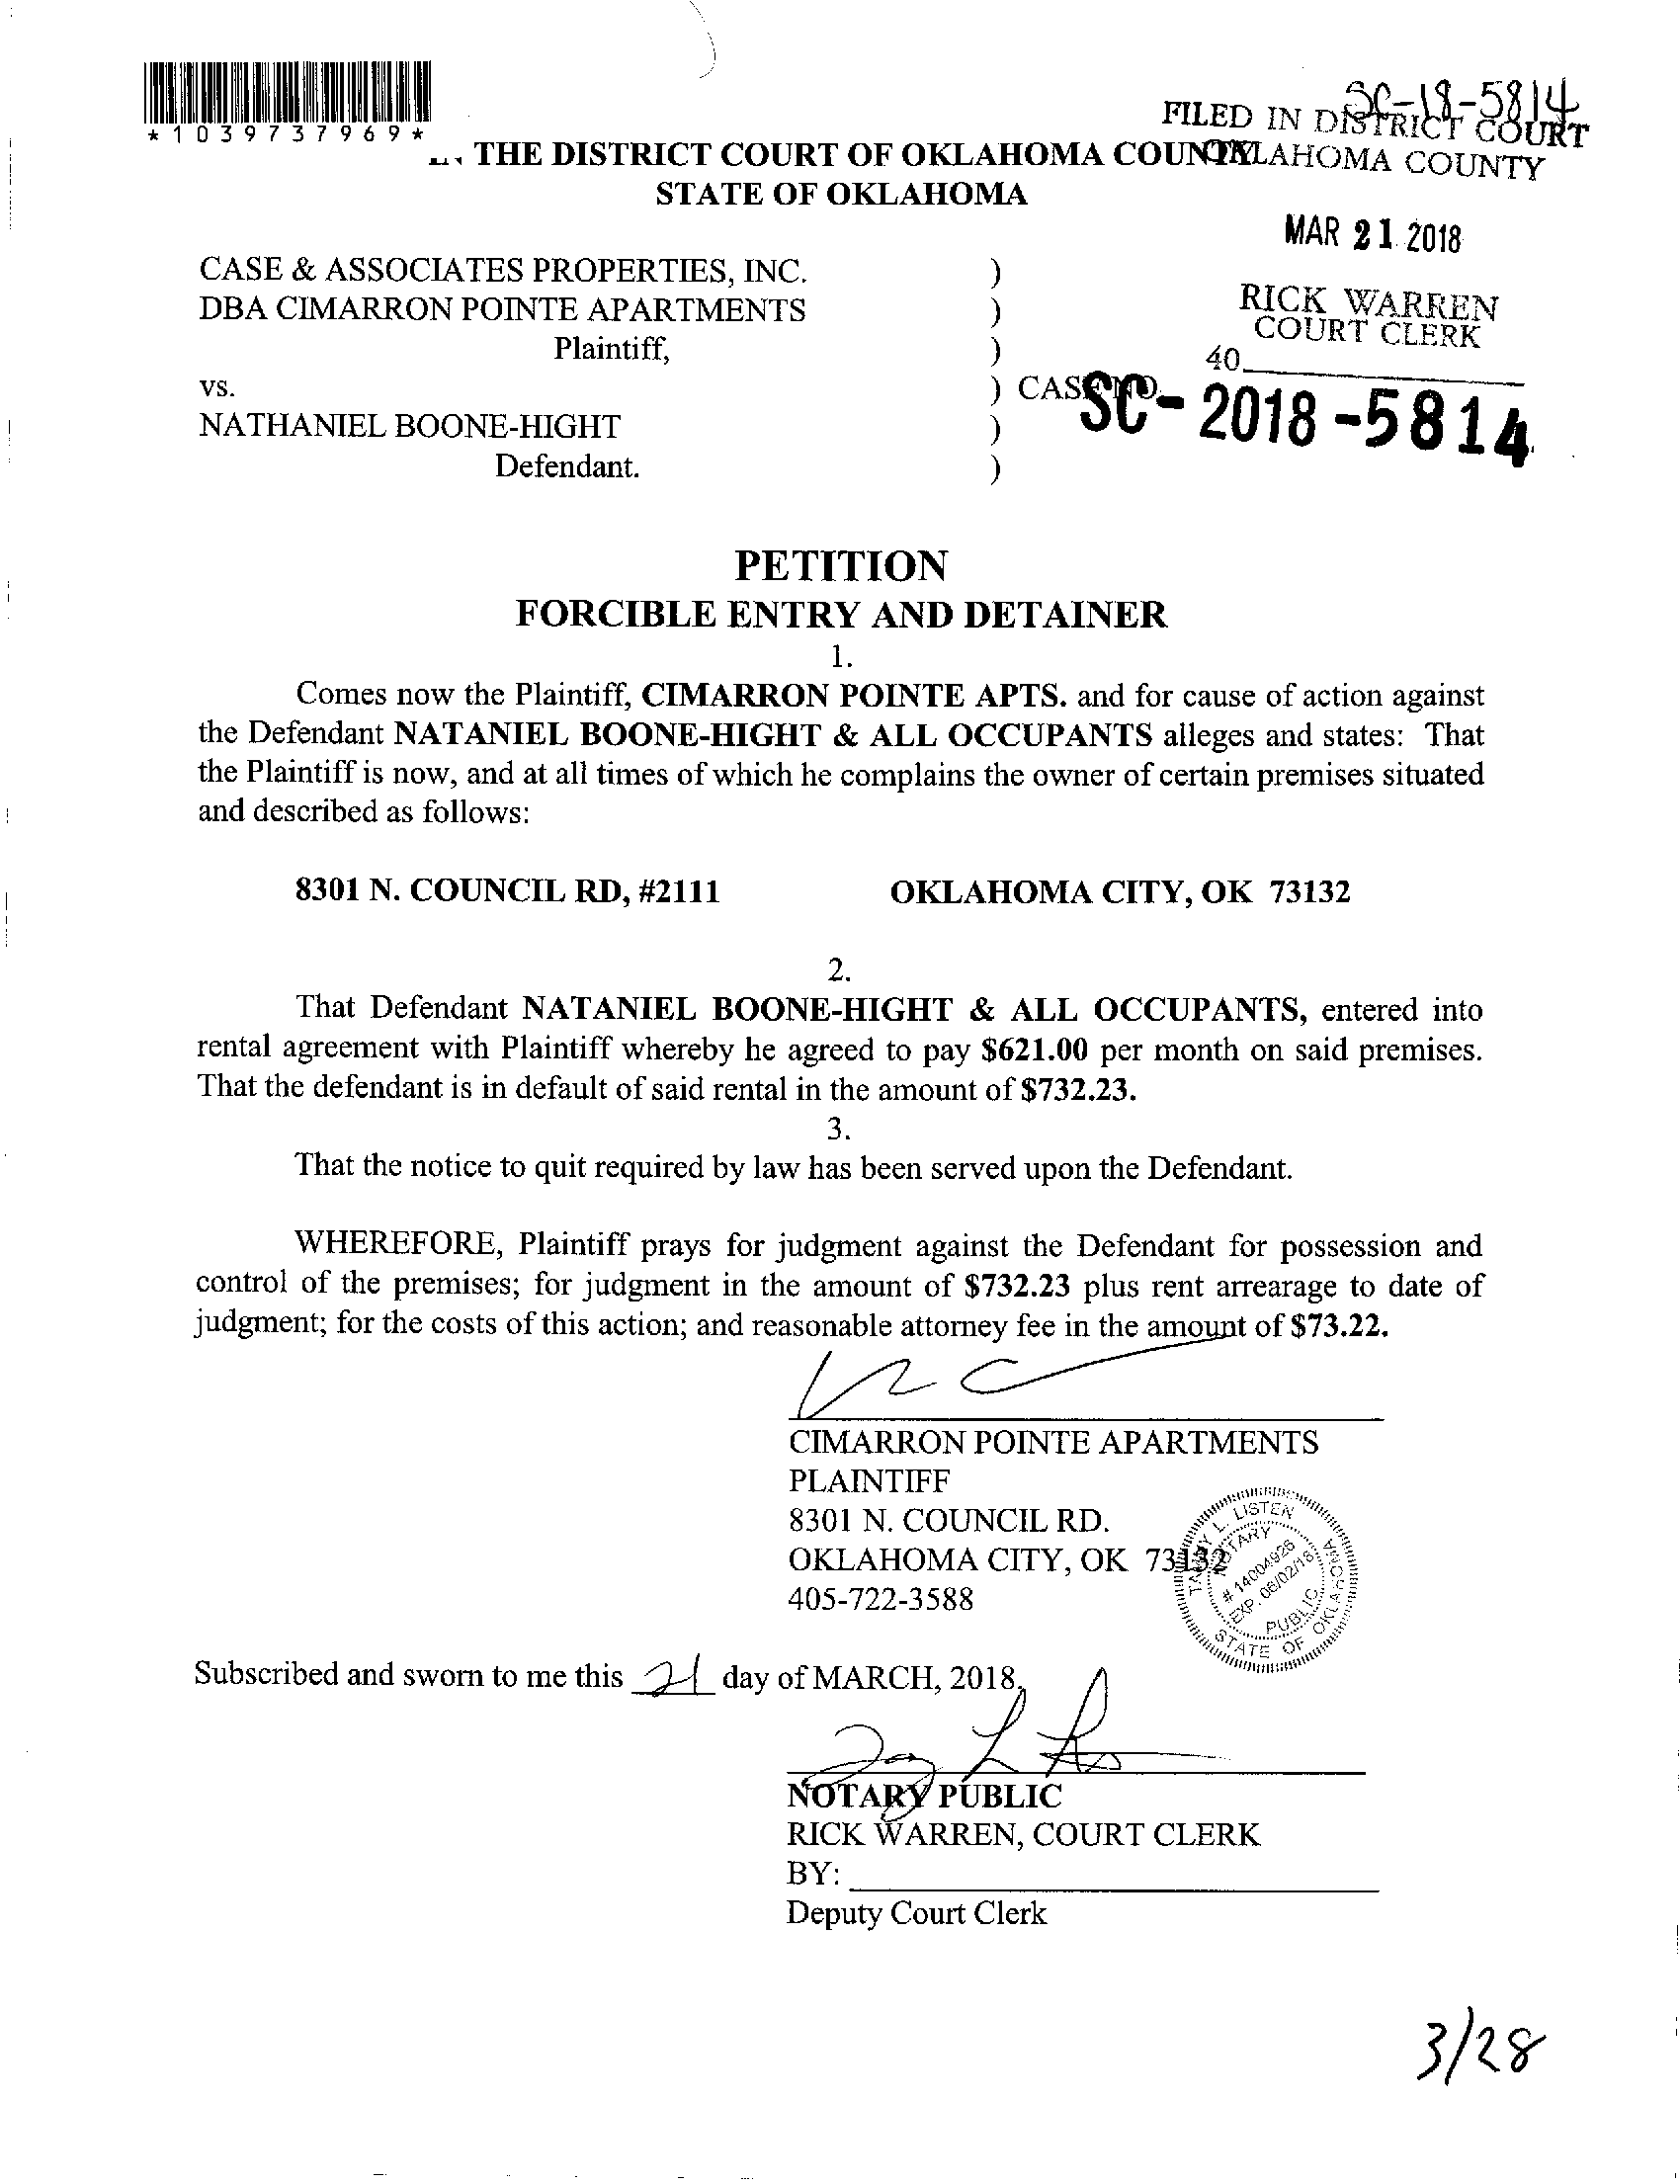 SC-18-5814
*1039737969*
FILED IN DISTRICT COURT
OKLAHOMA COUNTY
THE DISTRICT COURT OF OKLAHOMA COUNTY
STATE OF OKLAHOMA
MAR 21 2018
RICK WARREN
COURT CLERK
40
CASE & ASSOCIATES PROPERTIES, INC. )
DBA CIMARRON POINTE APARTMENTS )
Plaintiff, )
vs. ) CASE NO.
SC-2018-5814
NATHANIEL BOONE-HIGHT )
Defendant. )
PETITION
FORCIBLE ENTRY AND DETAINER
1.
Comes now the Plaintiff, CIMARRON POINTE APTS. and for cause of action against
the Defendant NATANIEL BOONE-HIGHT & ALL OCCUPANTS alleges and states: That
the Plaintiff is now, and at all times of which he complains the owner of certain premises situated
and described as follows:
8301 N. COUNCIL RD, #2111 OKLAHOMA CITY, OK 73132
2.
That Defendant NATANIEL BOONE-HIGHT & ALL OCCUPANTS, entered into
rental agreement with Plaintiff whereby he agreed to pay $621.00 per month on said premises.
That the defendant is in default of said rental in the amount of $732.23.
3.
That the notice to quit required by law has been served upon the Defendant.
WHEREFORE, Plaintiff prays for judgment against the Defendant for possession and
control of the premises; for judgment in the amount of $732.23 plus rent arrearage to date of
judgment; for the costs of this action; and reasonable attorney fee in the amount of $73.22.
CIMARRON POINTE APARTMENTS
PLAINTIFF
8301 N. COUNCIL RD.
OKLAHOMA CITY, OK 73132
405-722-3588
L. LISTEN
NOTARY
# 14004926
EXP. 06/02/18
PUBLIC
STATE OF OKLAHOMA
Subscribed and sworn to me this 21 day of MARCH, 2018.
NOTARY PUBLIC
RICK WARREN, COURT CLERK
BY:
Deputy Court Clerk
3/28